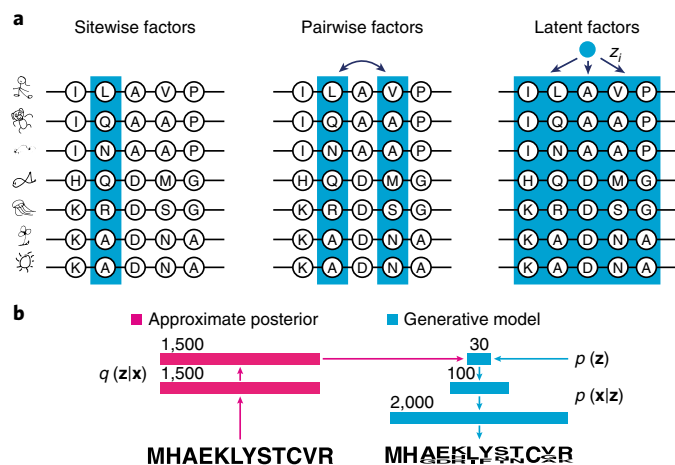 a
Sitewise factors
Pairwise factors
Latent factors
zi
I L A V P
I L A V P
I L A V P
I Q A A P
I Q A A P
I Q A A P
I N A A P
I N A A P
I N A A P
H Q D M G
H Q D M G
H Q D M G
K R D S G
K R D S G
K R D S G
K A D N A
K A D N A
K A D N A
K A D N A
K A D N A
K A D N A
b
Approximate posterior
Generative model
1,500
30
q (z|x)
p (z)
1,500
100
p (x|z)
2,000
MHAEKLYSTCVR
MHAEKLYSTCVR